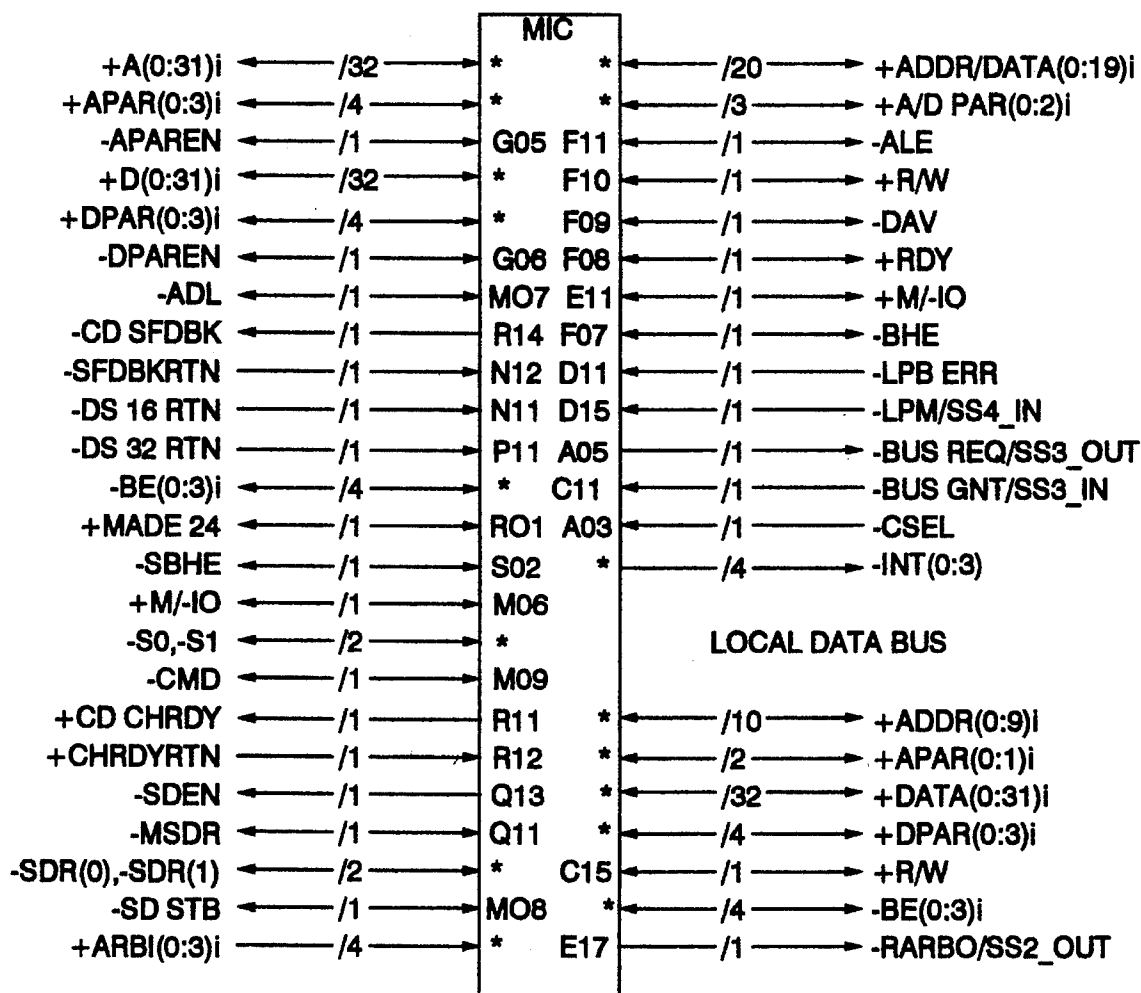 MIC
+A(0:31)i /32 * * /20 +ADDR/DATA(0:19)i
+APAR(0:3)i /4 * * /3 +A/D PAR(0:2)i
-APAREN /1 G05 F11 /1 -ALE
+D(0:31)i /32 * F10 /1 +R/W
+DPAR(0:3)i /4 * F09 /1 -DAV
-DPAREN /1 G06 F08 /1 +RDY
-ADL /1 MO7 E11 /1 +M/-IO
-CD SFDBK /1 R14 F07 /1 -BHE
-SFDBKRTN /1 N12 D11 /1 -LPB ERR
-DS 16 RTN /1 N11 D15 /1 -LPM/SS4_IN
-DS 32 RTN /1 P11 A05 /1 -BUS REQ/SS3_OUT
-BE(0:3)i /4 * C11 /1 -BUS GNT/SS3_IN
+MADE 24 /1 RO1 A03 /1 -CSEL
-SBHE /1 S02 * /4 -INT(0:3)
+M/-IO /1 M06
-S0,-S1 /2 * LOCAL DATA BUS
-CMD /1 M09
+CD CHRDY /1 R11 * /10 +ADDR(0:9)i
+CHRDYRTN /1 R12 * /2 +APAR(0:1)i
-SDEN /1 Q13 * /32 +DATA(0:31)i
-MSDR /1 Q11 * /4 +DPAR(0:3)i
-SDR(0),-SDR(1) /2 * C15 /1 +R/W
-SD STB /1 MO8 * /4 -BE(0:3)i
+ARBI(0:3)i /4 * E17 /1 -RARBO/SS2_OUT